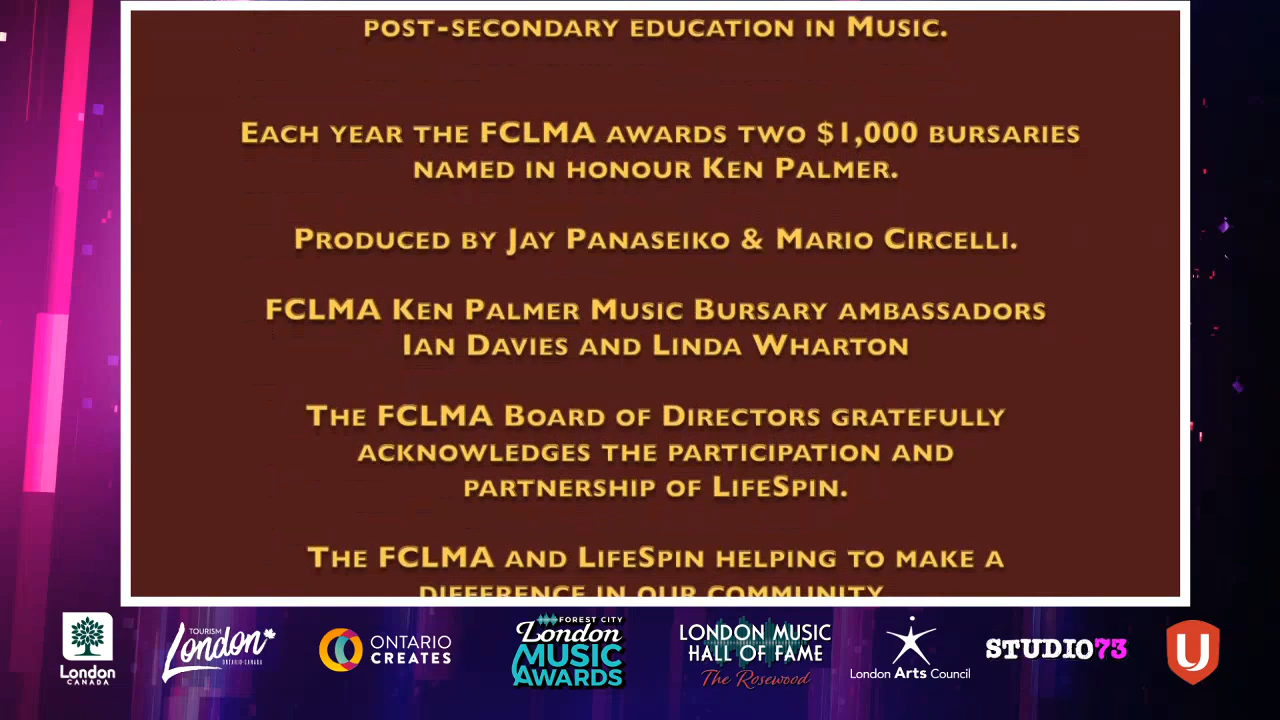 POST-SECONDARY EDUCATION IN MUSIC.
EACH YEAR THE FCLMA AWARDS TWO $1,000 BURSARIES
NAMED IN HONOUR KEN PALMER.
PRODUCED BY JAY PANASEIKO & MARIO CIRCELLI.
FCLMA KEN PALMER MUSIC BURSARY AMBASSADORS
IAN DAVIES AND LINDA WHARTON
THE FCLMA BOARD OF DIRECTORS GRATEFULLY
ACKNOWLEDGES THE PARTICIPATION AND
PARTNERSHIP OF LIFESPIN.
THE FCLMA AND LIFESPIN HELPING TO MAKE A
DIFFERENCE IN OUR COMMUNITY
London
CANADA
TOURISM
London
ONTARIO · CANADA
ONTARIO
CREATES
FOREST CITY
London
MUSIC
AWARDS
LONDON MUSIC
HALL OF FAME
The Rosewood
London Arts Council
STUDIO73
U